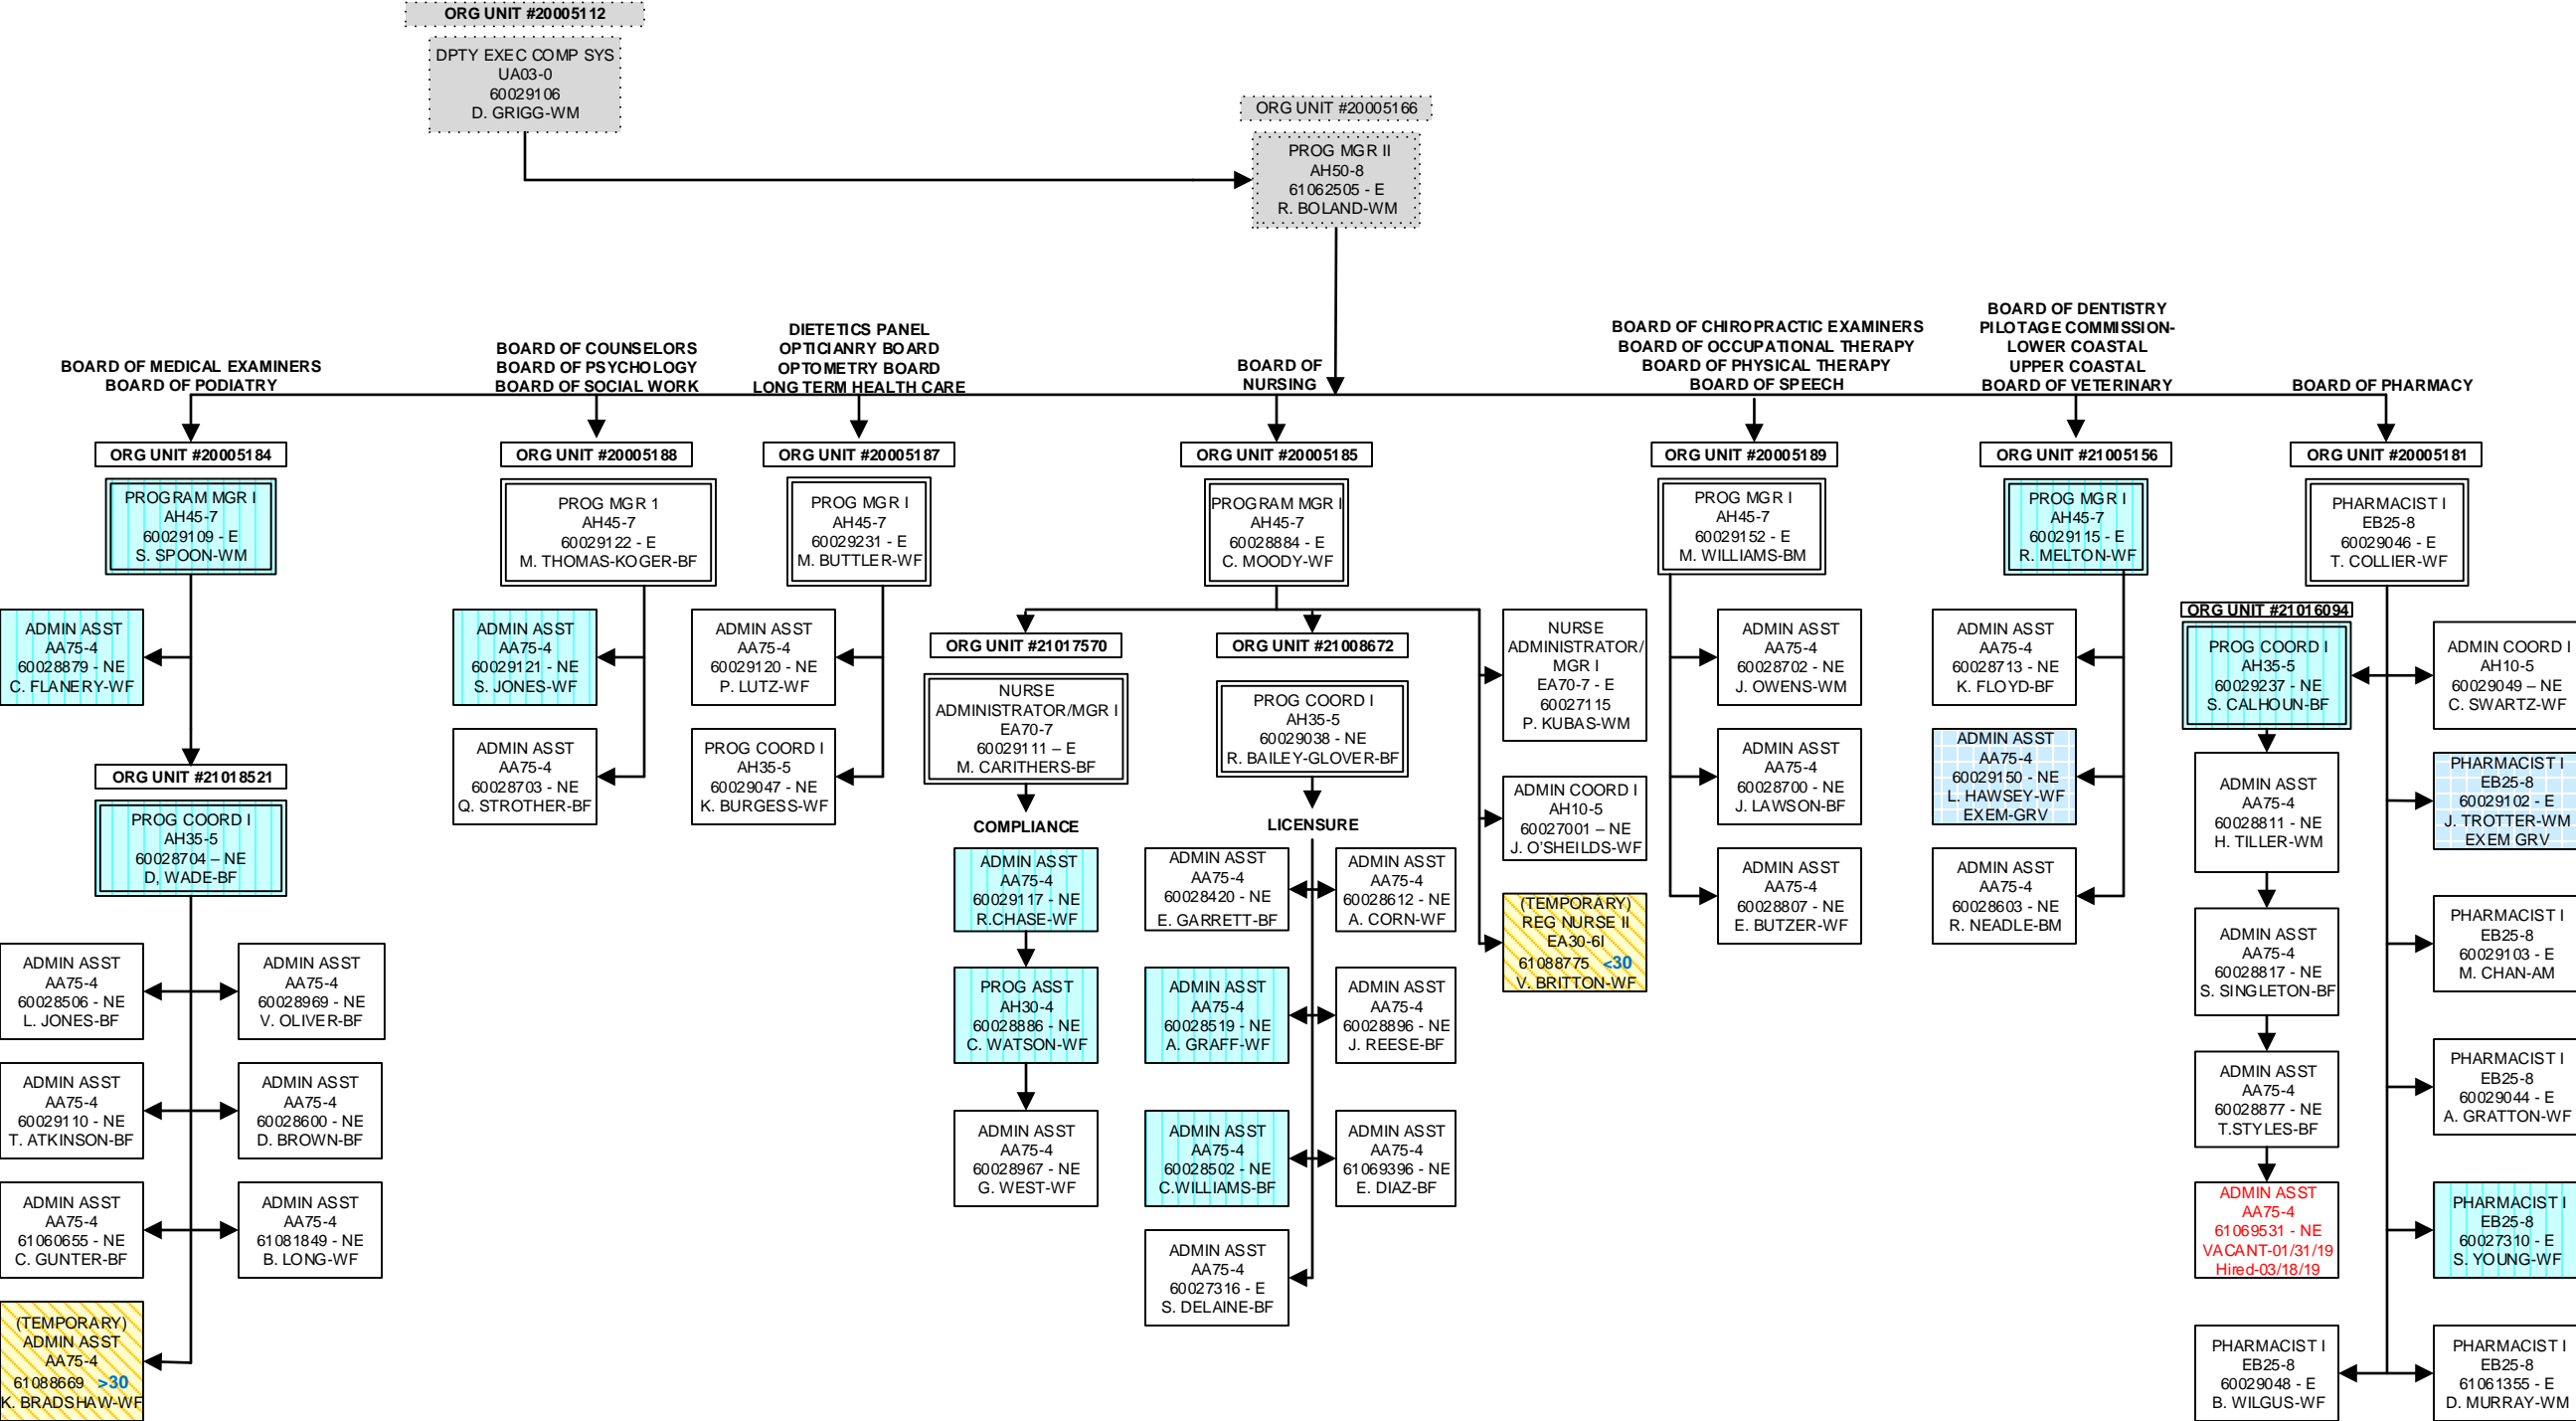 ORG UNIT #20005112
DPTY EXEC COMP SYS
UA03-0
60029106
D. GRIGG-WM
ORG UNIT #20005166
PROG MGR II
AH50-8
61062505 - E
R. BOLAND-WM
BOARD OF MEDICAL EXAMINERS
BOARD OF PODIATRY
BOARD OF COUNSELORS
BOARD OF PSYCHOLOGY
BOARD OF SOCIAL WORK
DIETETICS PANEL
OPTICIANRY BOARD
OPTOMETRY BOARD
LONG TERM HEALTH CARE
BOARD OF
NURSING
BOARD OF CHIROPRACTIC EXAMINERS
BOARD OF OCCUPATIONAL THERAPY
BOARD OF PHYSICAL THERAPY
BOARD OF SPEECH
BOARD OF DENTISTRY
PILOTAGE COMMISSION-
LOWER COASTAL
UPPER COASTAL
BOARD OF VETERINARY
BOARD OF PHARMACY
ORG UNIT #20005184
PROGRAM MGR I
AH45-7
60029109 - E
S. SPOON-WM
ADMIN ASST
AA75-4
60028879 - NE
C. FLANERY-WF
ORG UNIT #21018521
PROG COORD I
AH35-5
60028704 – NE
D, WADE-BF
ADMIN ASST
AA75-4
60028506 - NE
L. JONES-BF
ADMIN ASST
AA75-4
60028969 - NE
V. OLIVER-BF
ADMIN ASST
AA75-4
60029110 - NE
T. ATKINSON-BF
ADMIN ASST
AA75-4
60028600 - NE
D. BROWN-BF
ADMIN ASST
AA75-4
61060655 - NE
C. GUNTER-BF
ADMIN ASST
AA75-4
61081849 - NE
B. LONG-WF
(TEMPORARY)
ADMIN ASST
AA75-4
61088669 >30
K. BRADSHAW-WF
ORG UNIT #20005188
PROG MGR 1
AH45-7
60029122 - E
M. THOMAS-KOGER-BF
ADMIN ASST
AA75-4
60029121 - NE
S. JONES-WF
ADMIN ASST
AA75-4
60028703 - NE
Q. STROTHER-BF
ORG UNIT #20005187
PROG MGR I
AH45-7
60029231 - E
M. BUTTLER-WF
ADMIN ASST
AA75-4
60029120 - NE
P. LUTZ-WF
PROG COORD I
AH35-5
60029047 - NE
K. BURGESS-WF
ORG UNIT #20005185
PROGRAM MGR I
AH45-7
60028884 - E
C. MOODY-WF
ORG UNIT #21017570
NURSE
ADMINISTRATOR/MGR I
EA70-7
60029111 – E
M. CARITHERS-BF
COMPLIANCE
ADMIN ASST
AA75-4
60029117 - NE
R.CHASE-WF
PROG ASST
AH30-4
60028886 - NE
C. WATSON-WF
ADMIN ASST
AA75-4
60028967 - NE
G. WEST-WF
ORG UNIT #21008672
PROG COORD I
AH35-5
60029038 - NE
R. BAILEY-GLOVER-BF
LICENSURE
ADMIN ASST
AA75-4
60028420 - NE
E. GARRETT-BF
ADMIN ASST
AA75-4
60028612 - NE
A. CORN-WF
ADMIN ASST
AA75-4
60028519 - NE
A. GRAFF-WF
ADMIN ASST
AA75-4
60028896 - NE
J. REESE-BF
ADMIN ASST
AA75-4
60028502 - NE
C.WILLIAMS-BF
ADMIN ASST
AA75-4
61069396 - NE
E. DIAZ-BF
ADMIN ASST
AA75-4
60027316 - E
S. DELAINE-BF
NURSE
ADMINISTRATOR/
MGR I
EA70-7 - E
60027115
P. KUBAS-WM
ADMIN COORD I
AH10-5
60027001 – NE
J. O'SHEILDS-WF
(TEMPORARY)
REG NURSE II
EA30-6I
61088775 <30
V. BRITTON-WF
ORG UNIT #20005189
PROG MGR I
AH45-7
60029152 - E
M. WILLIAMS-BM
ADMIN ASST
AA75-4
60028702 - NE
J. OWENS-WM
ADMIN ASST
AA75-4
60028700 - NE
J. LAWSON-BF
ADMIN ASST
AA75-4
60028807 - NE
E. BUTZER-WF
ORG UNIT #21005156
PROG MGR I
AH45-7
60029115 - E
R. MELTON-WF
ADMIN ASST
AA75-4
60028713 - NE
K. FLOYD-BF
ADMIN ASST
AA75-4
60029150 - NE
L. HAWSEY-WF
EXEM-GRV
ADMIN ASST
AA75-4
60028603 - NE
R. NEADLE-BM
ORG UNIT #20005181
PHARMACIST I
EB25-8
60029046 - E
T. COLLIER-WF
ORG UNIT #21016094
PROG COORD I
AH35-5
60029237 - NE
S. CALHOUN-BF
ADMIN ASST
AA75-4
60028811 - NE
H. TILLER-WM
ADMIN ASST
AA75-4
60028817 - NE
S. SINGLETON-BF
ADMIN ASST
AA75-4
60028877 - NE
T.STYLES-BF
ADMIN ASST
AA75-4
61069531 - NE
VACANT-01/31/19
Hired-03/18/19
PHARMACIST I
EB25-8
60029048 - E
B. WILGUS-WF
ADMIN COORD I
AH10-5
60029049 – NE
C. SWARTZ-WF
PHARMACIST I
EB25-8
60029102 - E
J. TROTTER-WM
EXEM GRV
PHARMACIST I
EB25-8
60029103 - E
M. CHAN-AM
PHARMACIST I
EB25-8
60029044 - E
A. GRATTON-WF
PHARMACIST I
EB25-8
60027310 - E
S. YOUNG-WF
PHARMACIST I
EB25-8
61061355 - E
D. MURRAY-WM